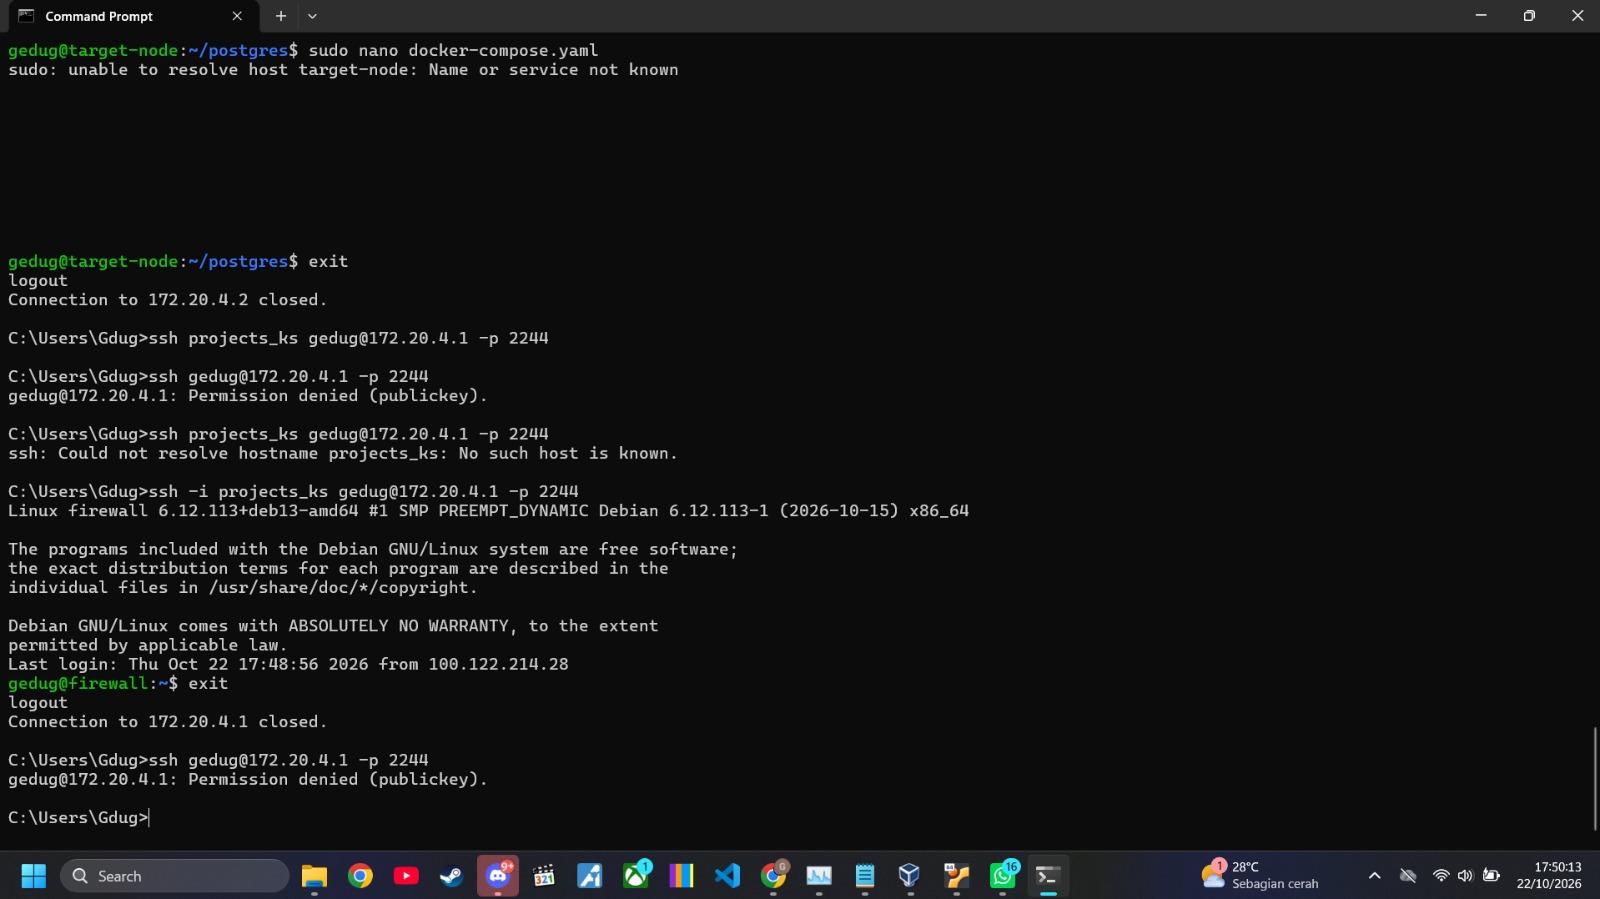 Command Prompt
gedug@target-node:~/postgres$ sudo nano docker-compose.yaml
sudo: unable to resolve host target-node: Name or service not known
gedug@target-node:~/postgres$ exit
logout
Connection to 172.20.4.2 closed.
C:\Users\Gdug>ssh projects_ks gedug@172.20.4.1 -p 2244
C:\Users\Gdug>ssh gedug@172.20.4.1 -p 2244
gedug@172.20.4.1: Permission denied (publickey).
C:\Users\Gdug>ssh projects_ks gedug@172.20.4.1 -p 2244
ssh: Could not resolve hostname projects_ks: No such host is known.
C:\Users\Gdug>ssh -i projects_ks gedug@172.20.4.1 -p 2244
Linux firewall 6.12.113+deb13-amd64 #1 SMP PREEMPT_DYNAMIC Debian 6.12.113-1 (2026-10-15) x86_64
The programs included with the Debian GNU/Linux system are free software;
the exact distribution terms for each program are described in the
individual files in /usr/share/doc/*/copyright.
Debian GNU/Linux comes with ABSOLUTELY NO WARRANTY, to the extent
permitted by applicable law.
Last login: Thu Oct 22 17:48:56 2026 from 100.122.214.28
gedug@firewall:~$ exit
logout
Connection to 172.20.4.1 closed.
C:\Users\Gdug>ssh gedug@172.20.4.1 -p 2244
gedug@172.20.4.1: Permission denied (publickey).
C:\Users\Gdug>
Search
9+
321
1
G
16
1
28°C
Sebagian cerah
17:50:13
22/10/2026